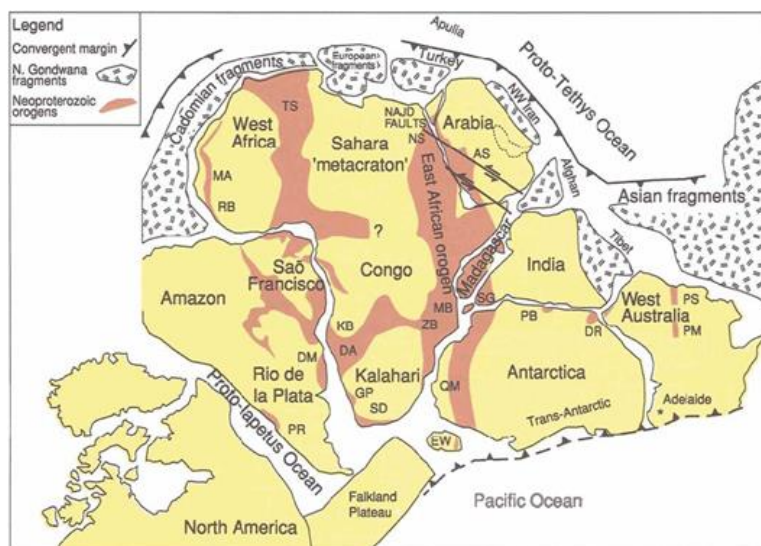 Legend
Convergent margin
N. Gondwana
fragments
Neoproterozoic
orogens
Apulia
Cadomian fragments
European
fragments
Turkey
Proto-Tethys Ocean
NW Iran
TS
West
Africa
NAJD
FAULTS
NS
Arabia
Sahara
'metacraton'
AS
MA
RB
East African orogen
Afghan
Asian fragments
?
Madagascar
Tibet
Saõ
Francisco
Congo
India
Amazon
MB
SG
West
Australia
PS
KB
ZB
PB
DR
PM
DM
DA
Rio de
la Plata
Kalahari
GP
SD
QM
Antarctica
Adelaide
Trans-Antarctic
Proto-Iapetus Ocean
PR
EW
Falkland
Plateau
Pacific Ocean
North America